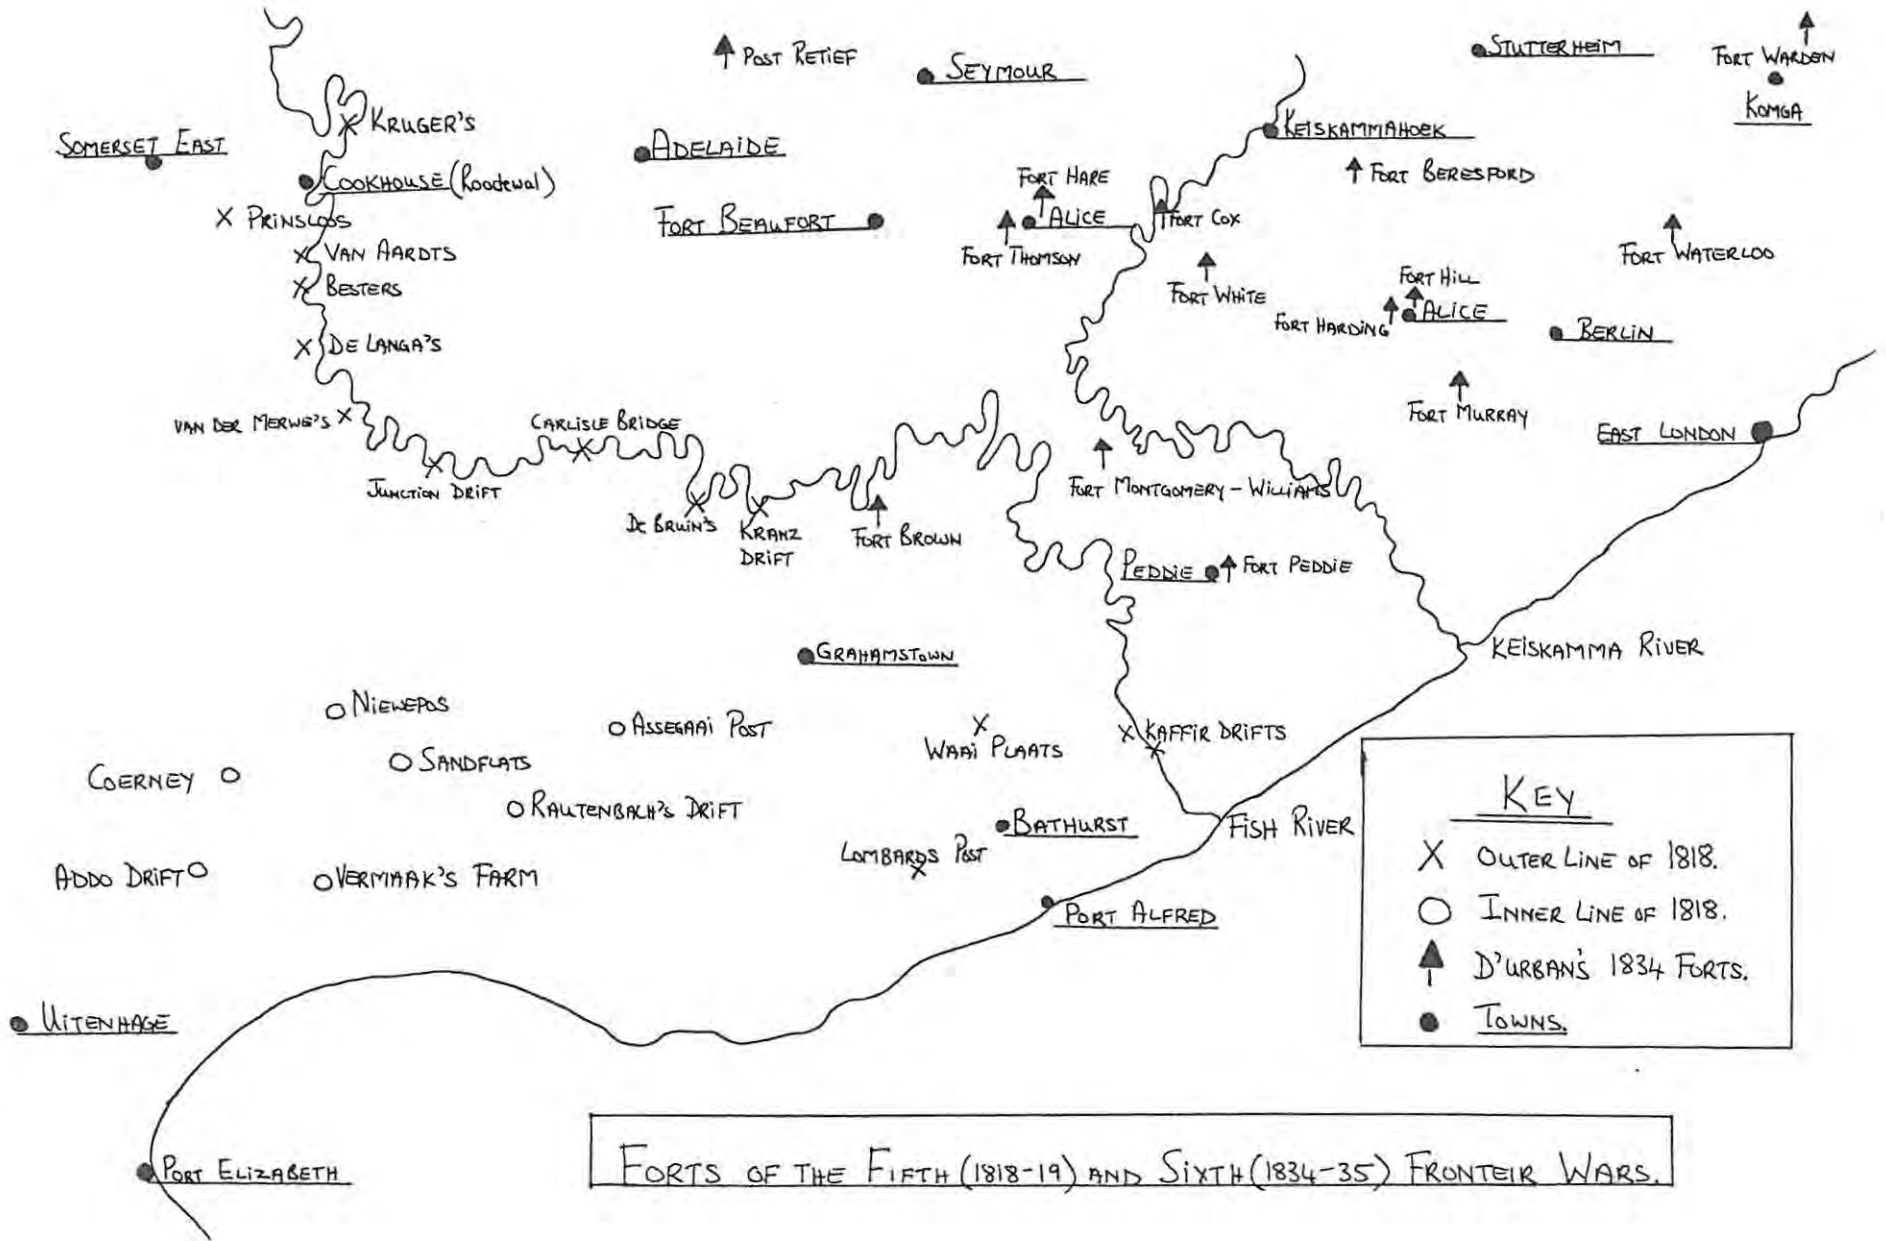 POST RETIEF
SEYMOUR
STUTTERHEIM
FORT WARDEN
KOMGA
KRUGER'S
SOMERSET EAST
ADELAIDE
KEISKAMMAHOEK
COOKHOUSE (Roodewal)
FORT HARE
FORT BERESFORD
PRINSLOOS
FORT BEAUFORT
ALICE
FORT COX
VAN AARDTS
FORT THOMSON
FORT WATERLOO
BESTERS
FORT WHITE
FORT HILL
FORT HARDING
ALICE
BERLIN
DE LANGA'S
FORT MURRAY
VAN DER MERWE'S
CARLISLE BRIDGE
EAST LONDON
JUNCTION DRIFT
FORT MONTGOMERY - WILLIAMS
DE BRUIN'S
KRANZ
DRIFT
FORT BROWN
PEDDIE
FORT PEDDIE
GRAHAMSTOWN
KEISKAMMA RIVER
NIEWEPOS
ASSEGAAI POST
WAAI PLAATS
KAFFIR DRIFTS
COERNEY
SANDFLATS
RAUTENBACH'S DRIFT
BATHURST
FISH RIVER
LOMBARDS POST
ADDO DRIFT
VERMAAK'S FARM
PORT ALFRED
KEY
OUTER LINE OF 1818.
INNER LINE OF 1818.
D'URBAN'S 1834 FORTS.
TOWNS.
UITENHAGE
PORT ELIZABETH
FORTS OF THE FIFTH (1818-19) AND SIXTH (1834-35) FRONTEIR WARS.